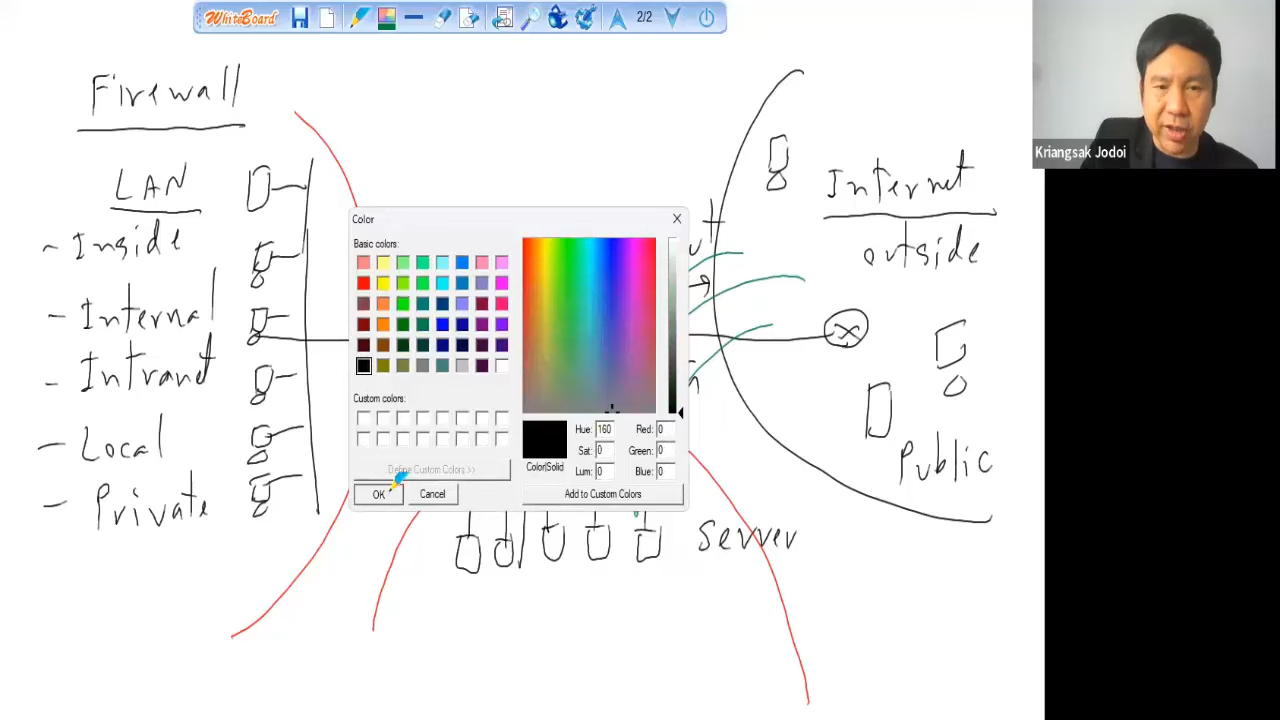 WhiteBoard
2/2
Firewall
LAN
- Inside
- Internal
- Intranet
- Local
- Private
Color
Basic colors:
Custom colors:
Define Custom Colors >>
OK
Cancel
Color|Solid
Hue: 160
Sat: 0
Lum: 0
Red: 0
Green: 0
Blue: 0
Add to Custom Colors
Internet
outside
Public
Server
Kriangsak Jodoi